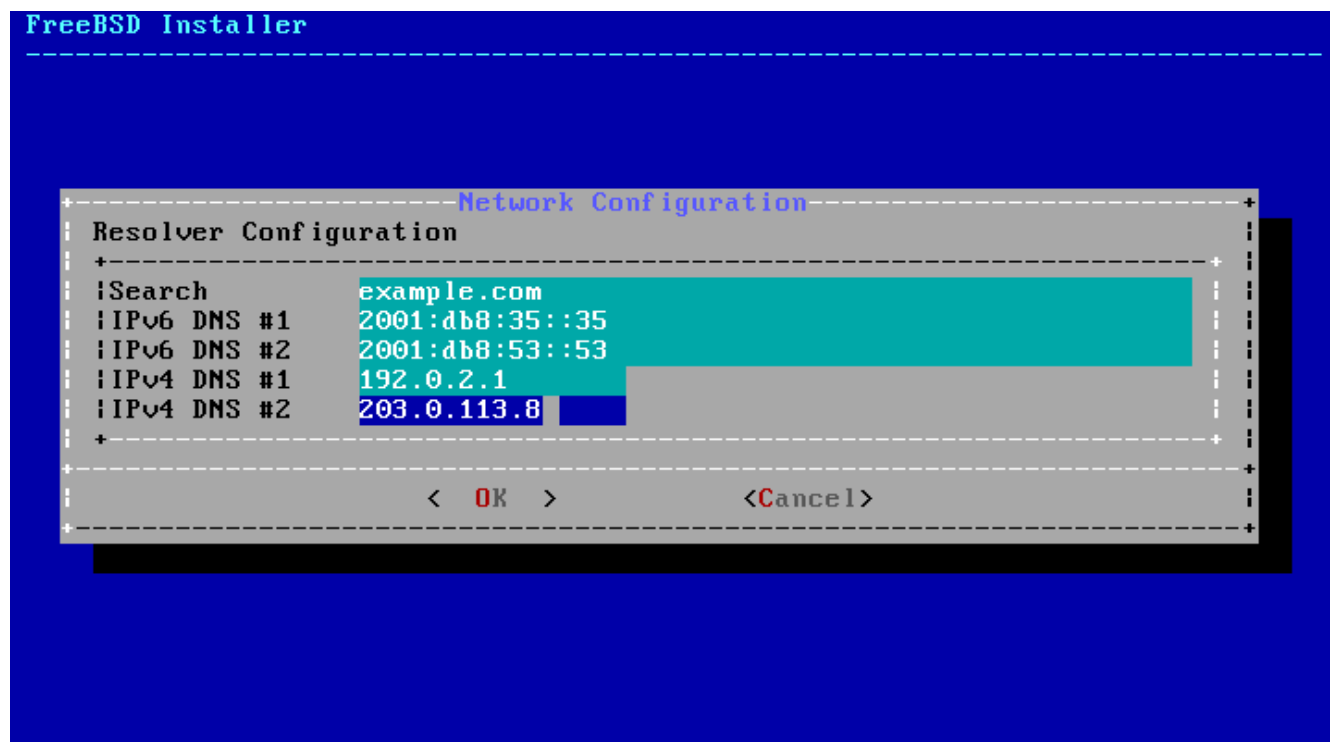 FreeBSD Installer
Network Configuration
Resolver Configuration
Search example.com
IPv6 DNS #1 2001:db8:35::35
IPv6 DNS #2 2001:db8:53::53
IPv4 DNS #1 192.0.2.1
IPv4 DNS #2 203.0.113.8
< OK > <Cancel>